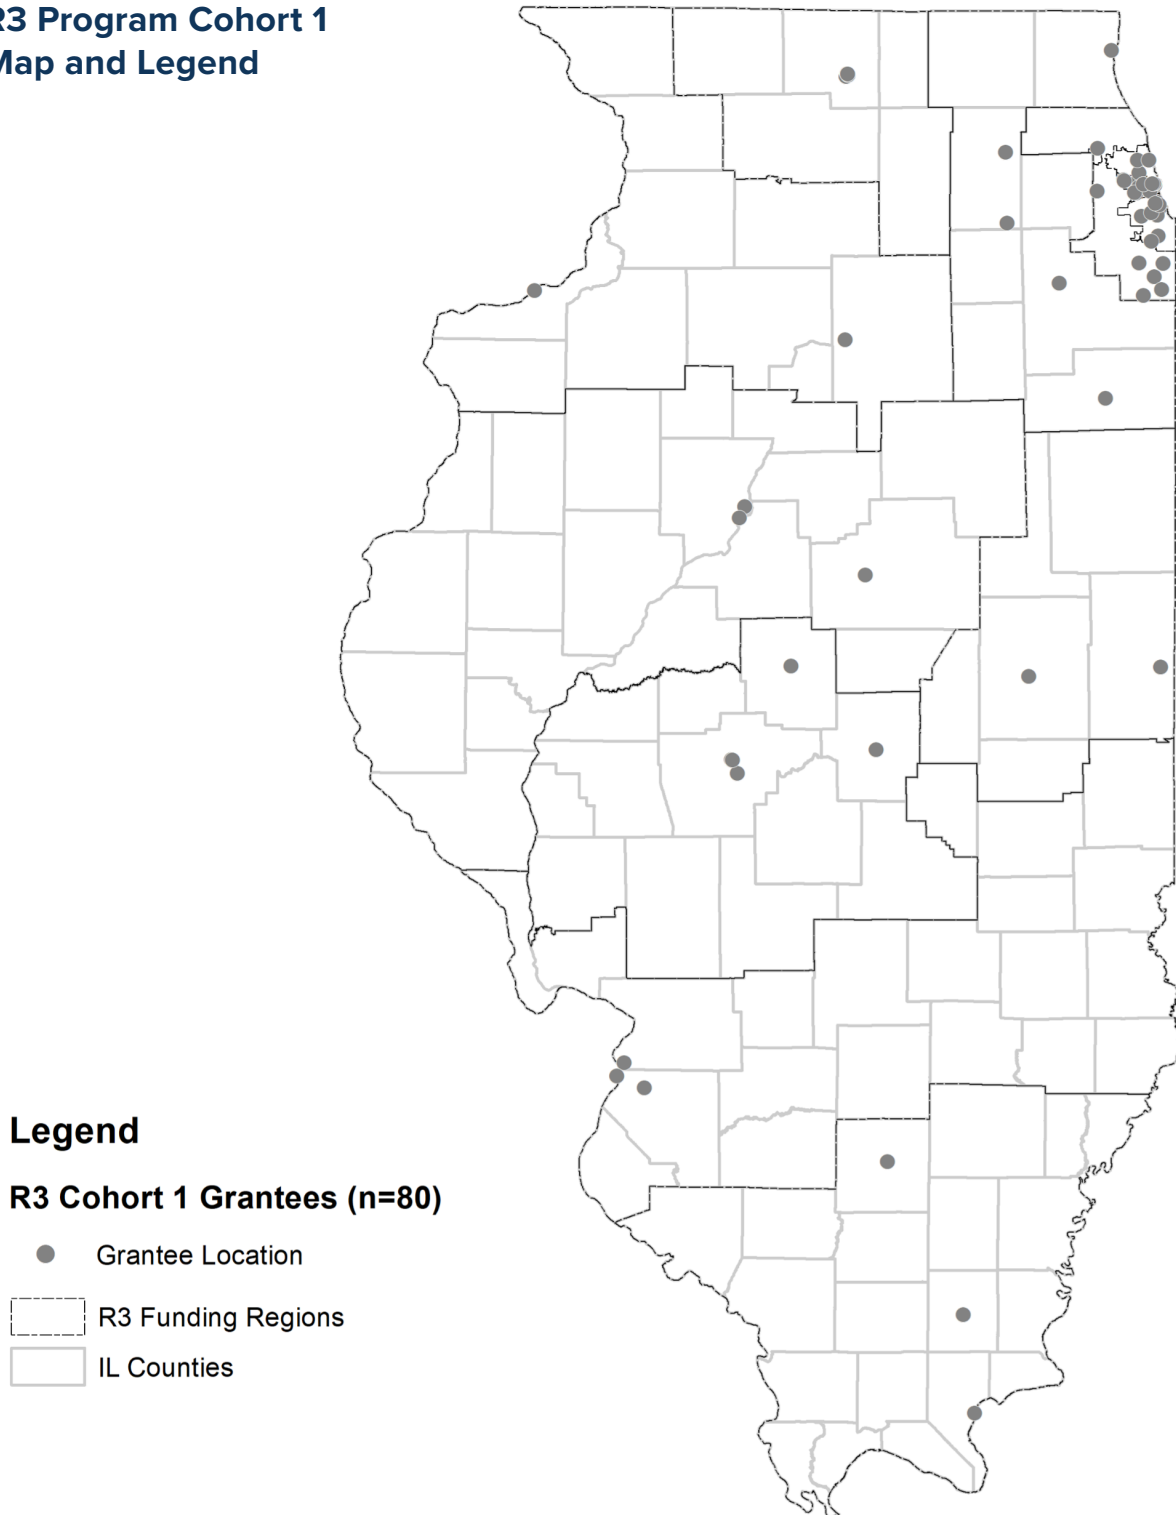 R3 Program Cohort 1
Map and Legend
Legend
R3 Cohort 1 Grantees (n=80)
Grantee Location
R3 Funding Regions
IL Counties